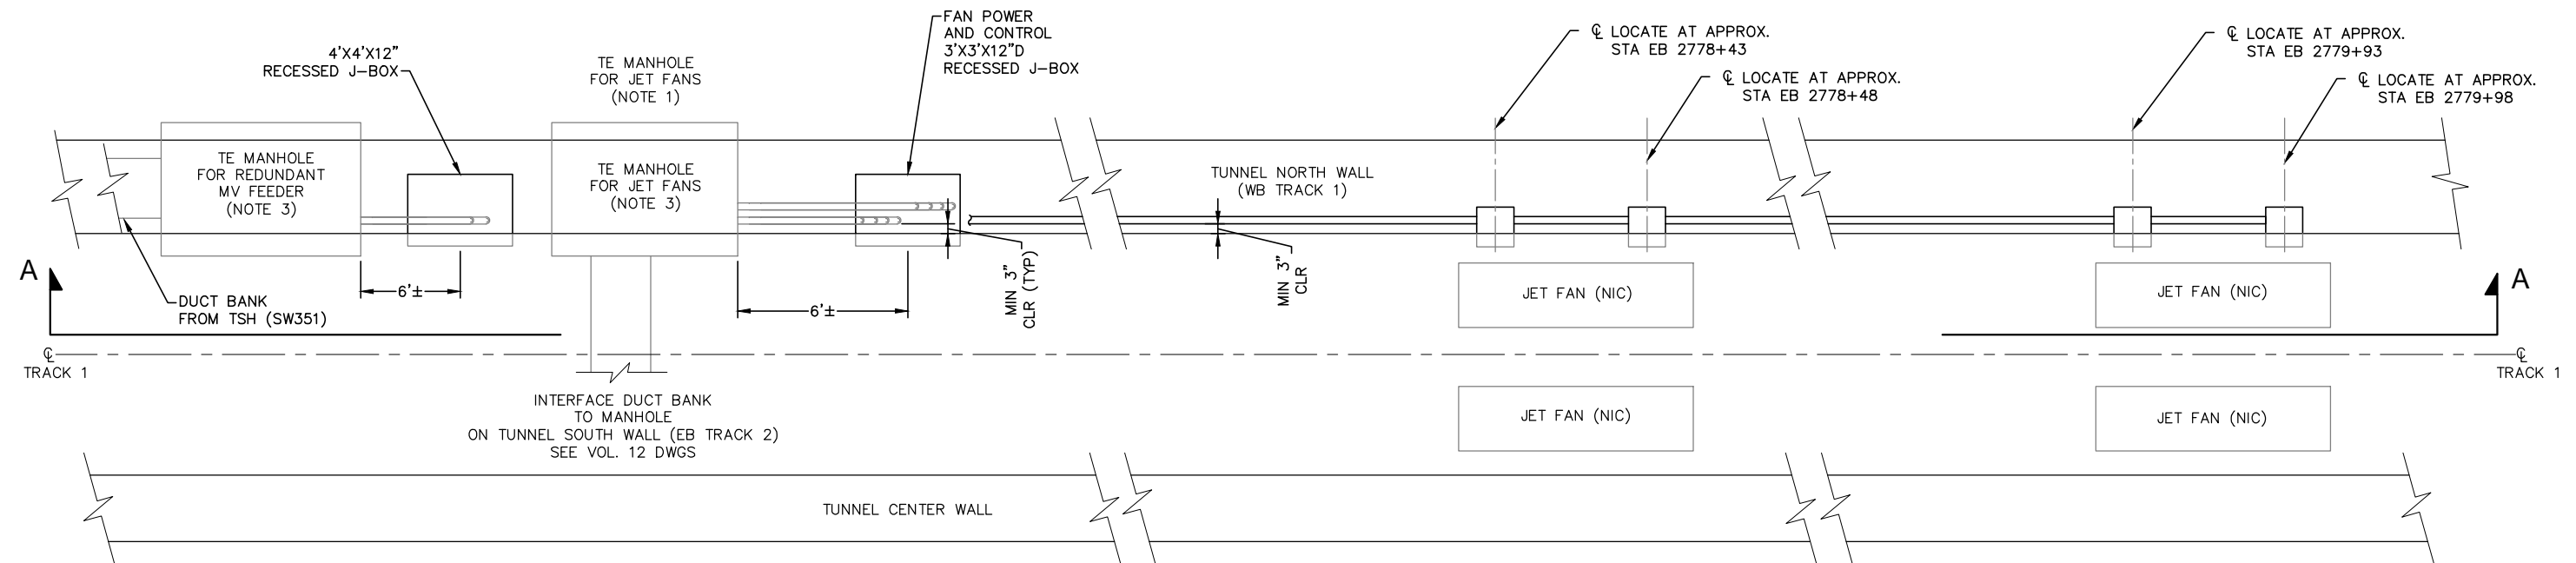 4'X4'X12"
RECESSED J-BOX
TE MANHOLE
FOR JET FANS
(NOTE 1)
FAN POWER
AND CONTROL
3'X3'X12"D
RECESSED J-BOX
℄ LOCATE AT APPROX.
STA EB 2778+43
℄ LOCATE AT APPROX.
STA EB 2778+48
℄ LOCATE AT APPROX.
STA EB 2779+93
℄ LOCATE AT APPROX.
STA EB 2779+98
TE MANHOLE
FOR REDUNDANT
MV FEEDER
(NOTE 3)
TE MANHOLE
FOR JET FANS
(NOTE 3)
TUNNEL NORTH WALL
(WB TRACK 1)
A
6'±
6'±
MIN 3"
CLR (TYP)
MIN 3"
CLR
JET FAN (NIC)
JET FAN (NIC)
A
DUCT BANK
FROM TSH (SW351)
℄
TRACK 1
℄
TRACK 1
INTERFACE DUCT BANK
TO MANHOLE
ON TUNNEL SOUTH WALL (EB TRACK 2)
SEE VOL. 12 DWGS
JET FAN (NIC)
JET FAN (NIC)
TUNNEL CENTER WALL